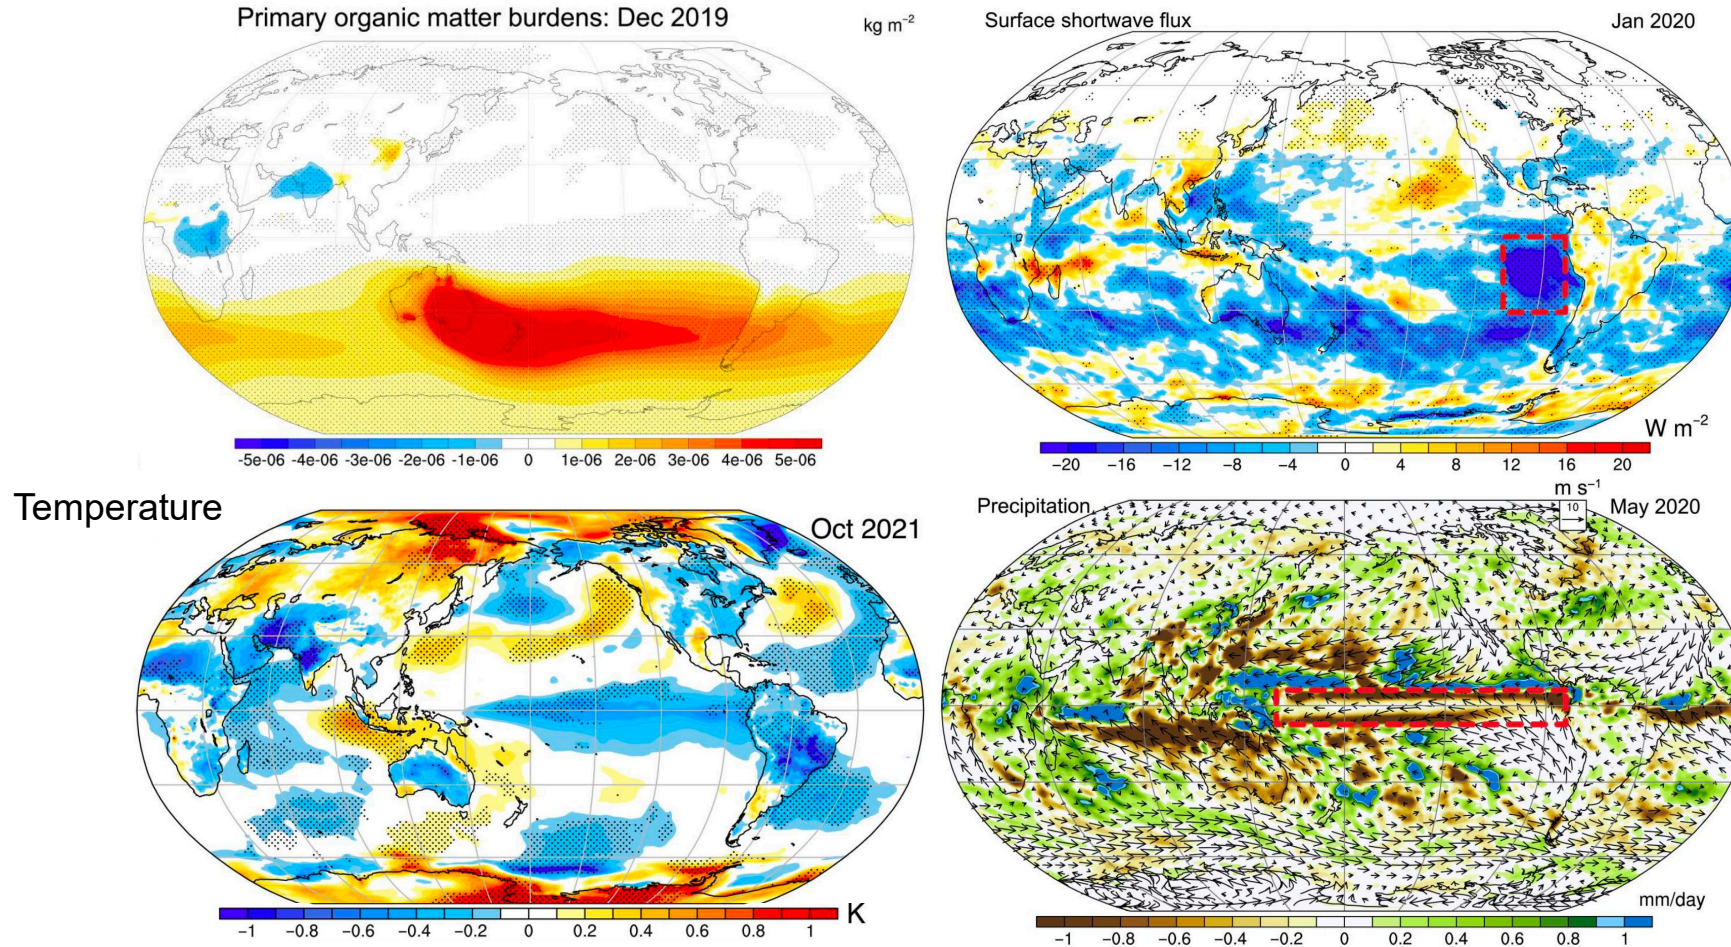 Primary organic matter burdens: Dec 2019
kg m⁻²
-5e-06 -4e-06 -3e-06 -2e-06 -1e-06 0 1e-06 2e-06 3e-06 4e-06 5e-06
Surface shortwave flux
Jan 2020
W m⁻²
−20 −16 −12 −8 −4 0 4 8 12 16 20
Temperature
Oct 2021
K
−1 −0.8 −0.6 −0.4 −0.2 0 0.2 0.4 0.6 0.8 1
Precipitation
m s⁻¹
10
May 2020
mm/day
−1 −0.8 −0.6 −0.4 −0.2 0 0.2 0.4 0.6 0.8 1